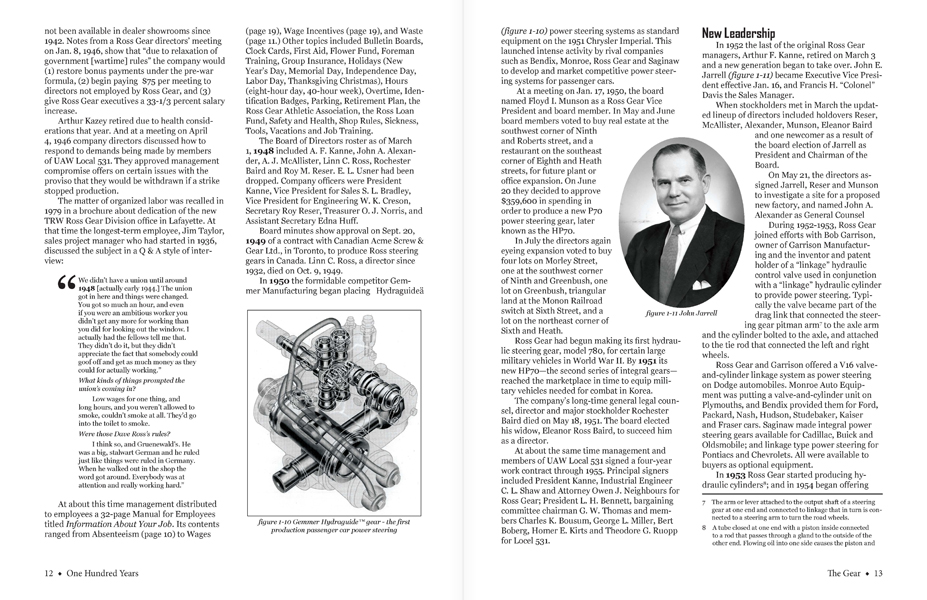 not been available in dealer showrooms since
1942. Notes from a Ross Gear directors' meeting
on Jan. 8, 1946, show that "due to relaxation of
government [wartime] rules" the company would
(1) restore bonus payments under the pre-war
formula, (2) begin paying $75 per meeting to
directors not employed by Ross Gear, and (3)
give Ross Gear executives a 33-1/3 percent salary
increase.
Arthur Kazey retired due to health consid-
erations that year. And at a meeting on April
4, 1946 company directors discussed how to
respond to demands being made by members
of UAW Local 531. They approved management
compromise offers on certain issues with the
proviso that they would be withdrawn if a strike
stopped production.
The matter of organized labor was recalled in
1979 in a brochure about dedication of the new
TRW Ross Gear Division office in Lafayette. At
that time the longest-term employee, Jim Taylor,
sales project manager who had started in 1936,
discussed the subject in a Q & A style of inter-
view:
“ We didn't have a union until around
1948 [actually early 1944.] The union
got in here and things were changed.
You got so much an hour, and even
if you were an ambitious worker you
didn't get any more for working than
you did for looking out the window. I
actually had the fellows tell me that.
They didn't do it, but they didn't
appreciate the fact that somebody could
goof off and get as much money as they
could for actually working."
What kinds of things prompted the
union's coming in?
Low wages for one thing, and
long hours, and you weren't allowed to
smoke, couldn't smoke at all. They'd go
into the toilet to smoke.
Were those Dave Ross's rules?
I think so, and Gruenewald's. He
was a big, stalwart German and he ruled
just like things were ruled in Germany.
When he walked out in the shop the
word got around. Everybody was at
attention and really working hard."
At about this time management distributed
to employees a 32-page Manual for Employees
titled Information About Your Job. Its contents
ranged from Absenteeism (page 10) to Wages
12 ♦ One Hundred Years
(page 19), Wage Incentives (page 19), and Waste
(page 11.) Other topics included Bulletin Boards,
Clock Cards, First Aid, Flower Fund, Foreman
Training, Group Insurance, Holidays (New
Year's Day, Memorial Day, Independence Day,
Labor Day, Thanksgiving Christmas), Hours
(eight-hour day, 40-hour week), Overtime, Iden-
tification Badges, Parking, Retirement Plan, the
Ross Gear Athletic Association, the Ross Loan
Fund, Safety and Health, Shop Rules, Sickness,
Tools, Vacations and Job Training.
The Board of Directors roster as of March
1, 1948 included A. F. Kanne, John A. Alexan-
der, A. J. McAllister, Linn C. Ross, Rochester
Baird and Roy M. Reser. E. L. Usner had been
dropped. Company officers were President
Kanne, Vice President for Sales S. L. Bradley,
Vice President for Engineering W. K. Creson,
Secretary Roy Reser, Treasurer O. J. Norris, and
Assistant Secretary Edna Huff.
Board minutes show approval on Sept. 20,
1949 of a contract with Canadian Acme Screw &
Gear Ltd., in Toronto, to produce Ross steering
gears in Canada. Linn C. Ross, a director since
1932, died on Oct. 9, 1949.
In 1950 the formidable competitor Gem-
mer Manufacturing began placing Hydraguideä
figure 1-10 Gemmer Hydraguide™ gear - the first
production passenger car power steering
(figure 1-10) power steering systems as standard
equipment on the 1951 Chrysler Imperial. This
launched intense activity by rival companies
such as Bendix, Monroe, Ross Gear and Saginaw
to develop and market competitive power steer-
ing systems for passenger cars.
At a meeting on Jan. 17, 1950, the board
named Floyd I. Munson as a Ross Gear Vice
President and board member. In May and June
board members voted to buy real estate at the
southwest corner of Ninth
and Roberts street, and a
restaurant on the southeast
corner of Eighth and Heath
streets, for future plant or
office expansion. On June
20 they decided to approve
$359,600 in spending in
order to produce a new P70
power steering gear, later
known as the HP70.
In July the directors again
eyeing expansion voted to buy
four lots on Morley Street,
one at the southwest corner
of Ninth and Greenbush, one
lot on Greenbush, triangular
land at the Monon Railroad
switch at Sixth Street, and a
lot on the northeast corner of
Sixth and Heath.
Ross Gear had begun making its first hydrau-
lic steering gear, model 780, for certain large
military vehicles in World War II. By 1951 its
new HP70—the second series of integral gears—
reached the marketplace in time to equip mili-
tary vehicles needed for combat in Korea.
The company's long-time general legal coun-
sel, director and major stockholder Rochester
Baird died on May 18, 1951. The board elected
his widow, Eleanor Ross Baird, to succeed him
as a director.
At about the same time management and
members of UAW Local 531 signed a four-year
work contract through 1955. Principal signers
included President Kanne, Industrial Engineer
C. L. Shaw and Attorney Owen J. Neighbours for
Ross Gear; President L. H. Bennett, bargaining
committee chairman G. W. Thomas and mem-
bers Charles K. Bousum, George L. Miller, Bert
Boberg, Homer E. Kirts and Theodore G. Ruopp
for Local 531.
figure 1-11 John Jarrell
New Leadership
In 1952 the last of the original Ross Gear
managers, Arthur F. Kanne, retired on March 3
and a new generation began to take over. John E.
Jarrell (figure 1-11) became Executive Vice Presi-
dent effective Jan. 16, and Francis H. "Colonel"
Davis the Sales Manager.
When stockholders met in March the updat-
ed lineup of directors included holdovers Reser,
McAllister, Alexander, Munson, Eleanor Baird
and one newcomer as a result of
the board election of Jarrell as
President and Chairman of the
Board.
On May 21, the directors as-
signed Jarrell, Reser and Munson
to investigate a site for a proposed
new factory, and named John A.
Alexander as General Counsel
During 1952-1953, Ross Gear
joined efforts with Bob Garrison,
owner of Garrison Manufactur-
ing and the inventor and patent
holder of a "linkage" hydraulic
control valve used in conjunction
with a "linkage" hydraulic cylinder
to provide power steering. Typi-
cally the valve became part of the
drag link that connected the steer-
ing gear pitman arm⁷ to the axle arm
and the cylinder bolted to the axle, and attached
to the tie rod that connected the left and right
wheels.
Ross Gear and Garrison offered a V16 valve-
and-cylinder linkage system as power steering
on Dodge automobiles. Monroe Auto Equip-
ment was putting a valve-and-cylinder unit on
Plymouths, and Bendix provided them for Ford,
Packard, Nash, Hudson, Studebaker, Kaiser
and Fraser cars. Saginaw made integral power
steering gears available for Cadillac, Buick and
Oldsmobile; and linkage type power steering for
Pontiacs and Chevrolets. All were available to
buyers as optional equipment.
In 1953 Ross Gear started producing hy-
draulic cylinders⁸; and in 1954 began offering
7 The arms or lever attached to the output shaft of a steering
gear at one end and connected to linkage that in turn is con-
nected to a steering arm to turn the road wheels.
8 A tube closed at one end with a piston inside connected
to a rod that passes through a gland to the outside of the
other end. Flowing oil into one side causes the piston and
The Gear ♦ 13